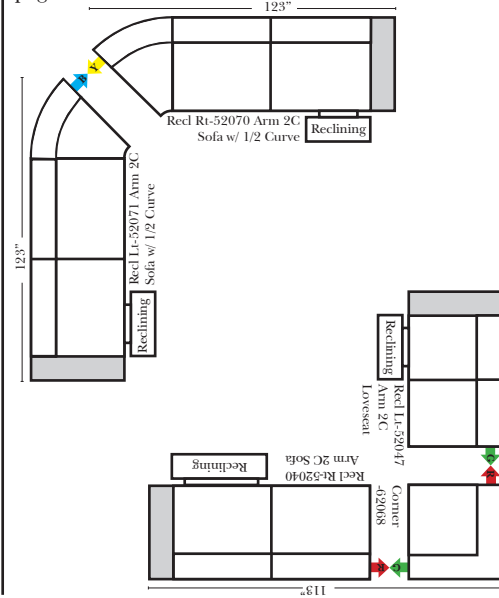 123”
B
Y
Recl Rt-52070 Arm 2C
Sofa w/ 1/2 Curve
Reclining
123”
Recl Lt-52071 Arm 2C
Sofa w/ 1/2 Curve
Reclining
Reclining
Recl Lt-52047
Arm 2C
Loveseat
G
R
Reclining
Recl Rt-52040
Arm 2C Sofa
Corner
-62068
R
G
113”